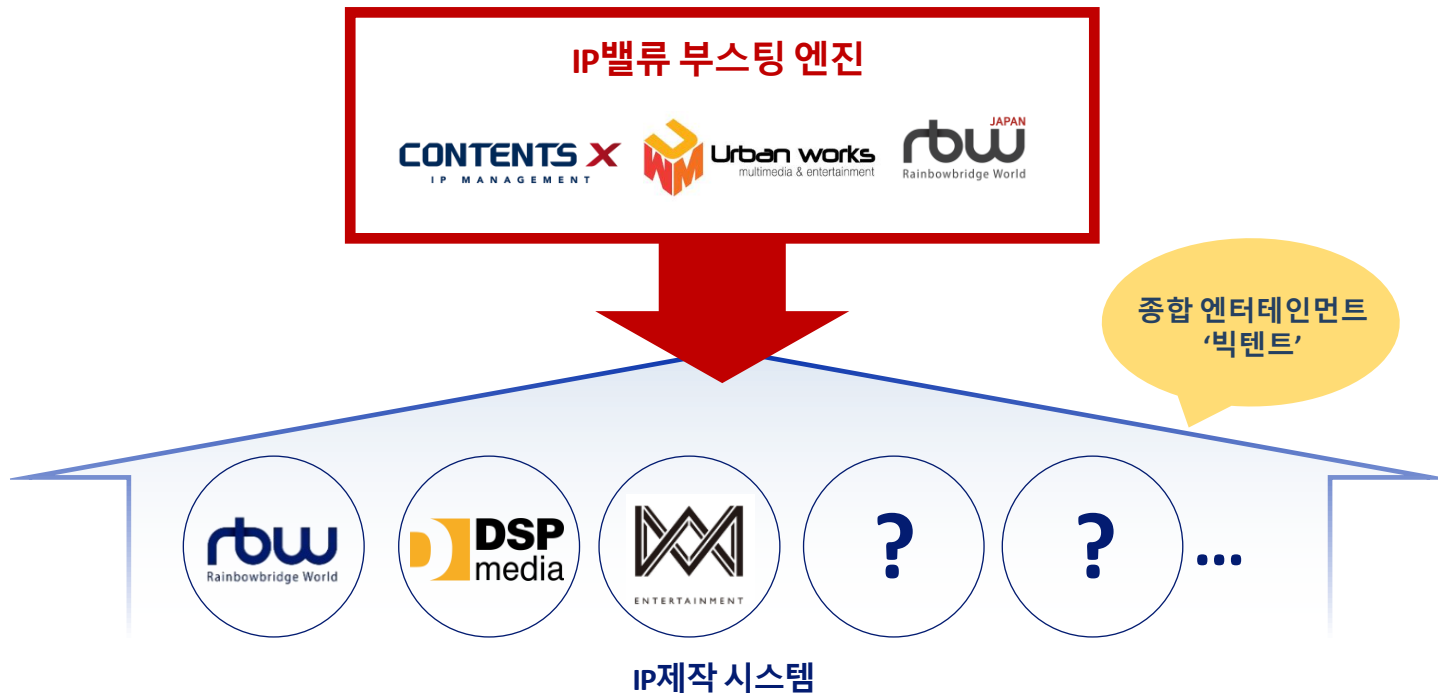 IP밸류 부스팅 엔진
CONTENTS X
IP MANAGEMENT
UWM
Urban works
multimedia & entertainment
JAPAN
rbw
Rainbowbridge World
종합 엔터테인먼트
‘빅텐트’
rbw
Rainbowbridge World
DSP
media
WM
ENTERTAINMENT
?
?
...
IP제작 시스템